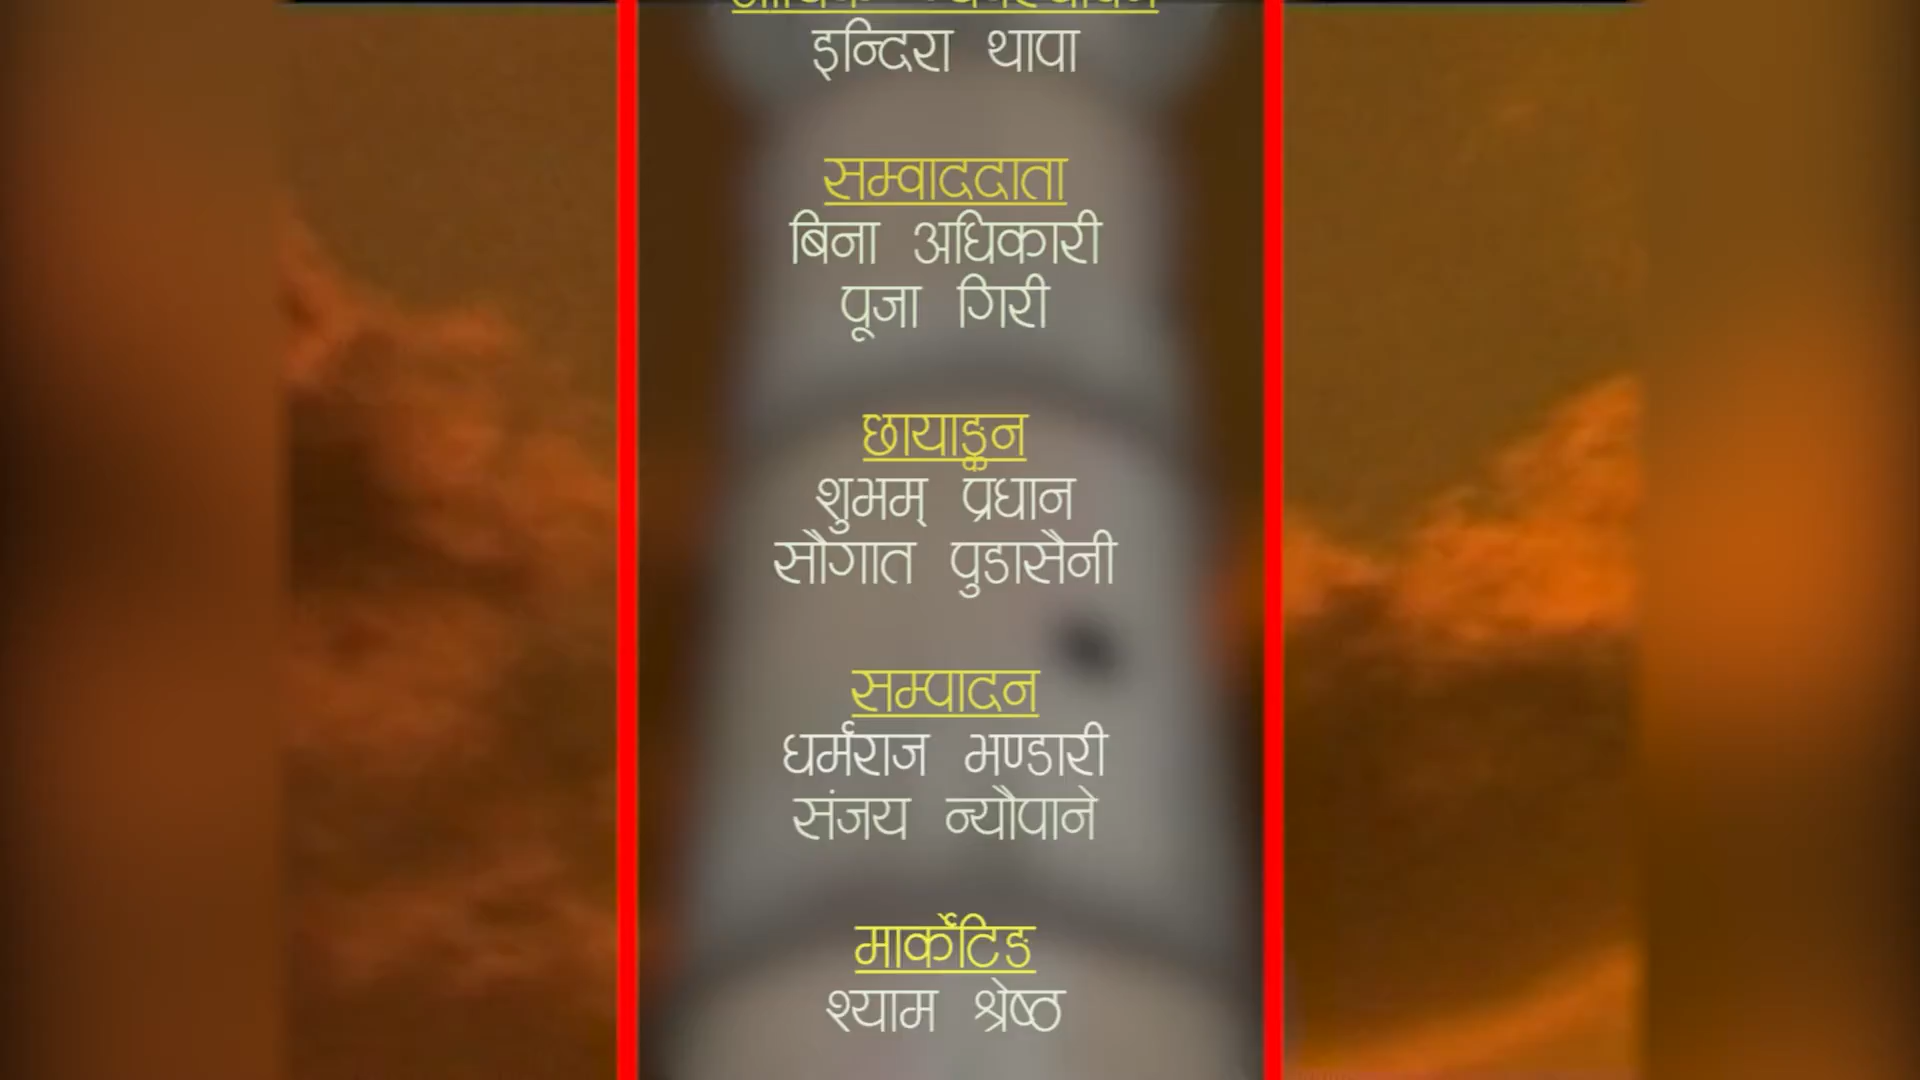 इन्दिरा थापा
सम्वाददाता
बिना अधिकारी
पूजा गिरी
छायाङ्कन
शुभम् प्रधान
सौगात पुडासैनी
सम्पादन
धर्मराज भण्डारी
संजय न्यौपाने
मार्केटिङ
श्याम श्रेष्ठ